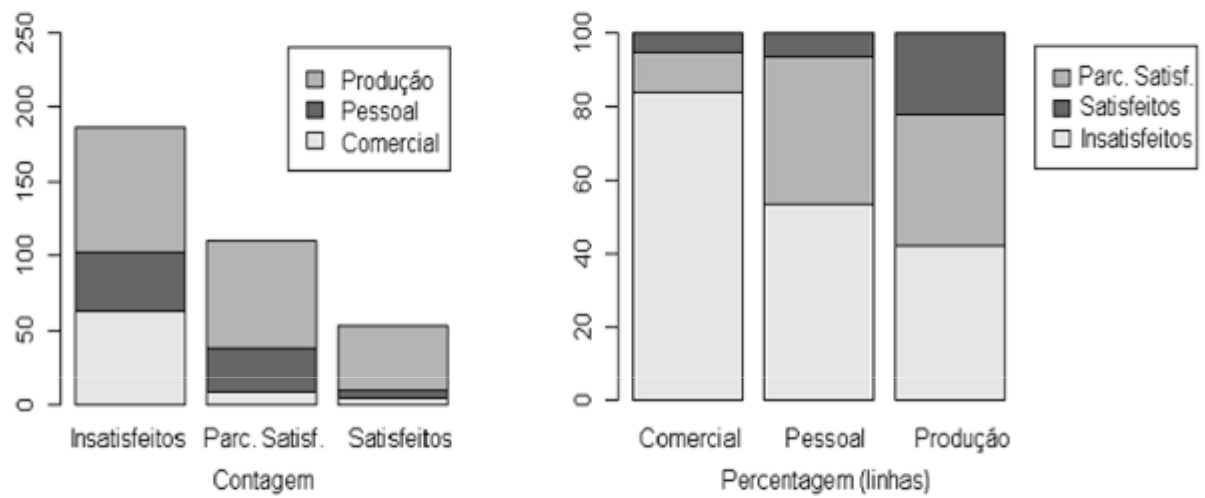 250
200
150
100
50
0
Produção
Pessoal
Comercial
Insatisfeitos Parc. Satisf. Satisfeitos
Contagem
100
80
60
40
20
0
Parc. Satisf.
Satisfeitos
Insatisfeitos
Comercial Pessoal Produção
Percentagem (linhas)